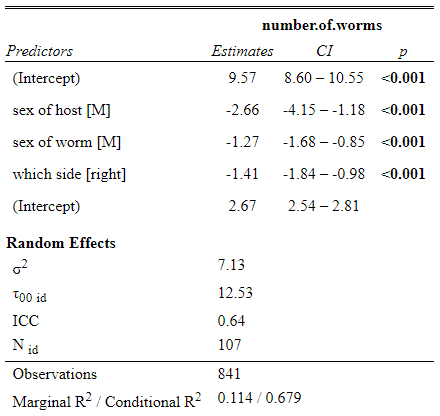 number.of.worms
Predictors Estimates CI p
(Intercept) 9.57 8.60 – 10.55 <0.001
sex of host [M] -2.66 -4.15 – -1.18 <0.001
sex of worm [M] -1.27 -1.68 – -0.85 <0.001
which side [right] -1.41 -1.84 – -0.98 <0.001
(Intercept) 2.67 2.54 – 2.81
Random Effects
σ² 7.13
τ₀₀ id 12.53
ICC 0.64
N id 107
Observations 841
Marginal R² / Conditional R² 0.114 / 0.679